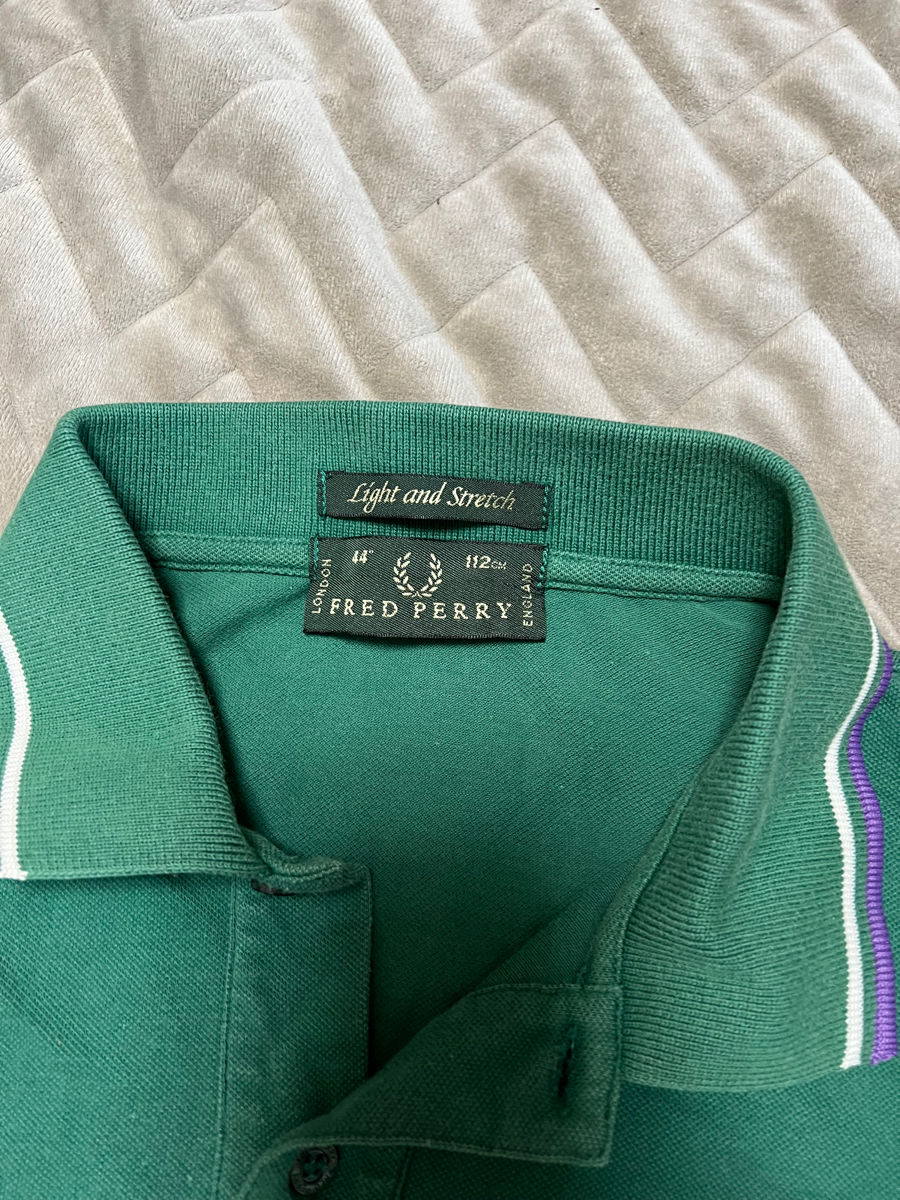 Light and Stretch
44" 112CM
LONDON
FRED PERRY
ENGLAND